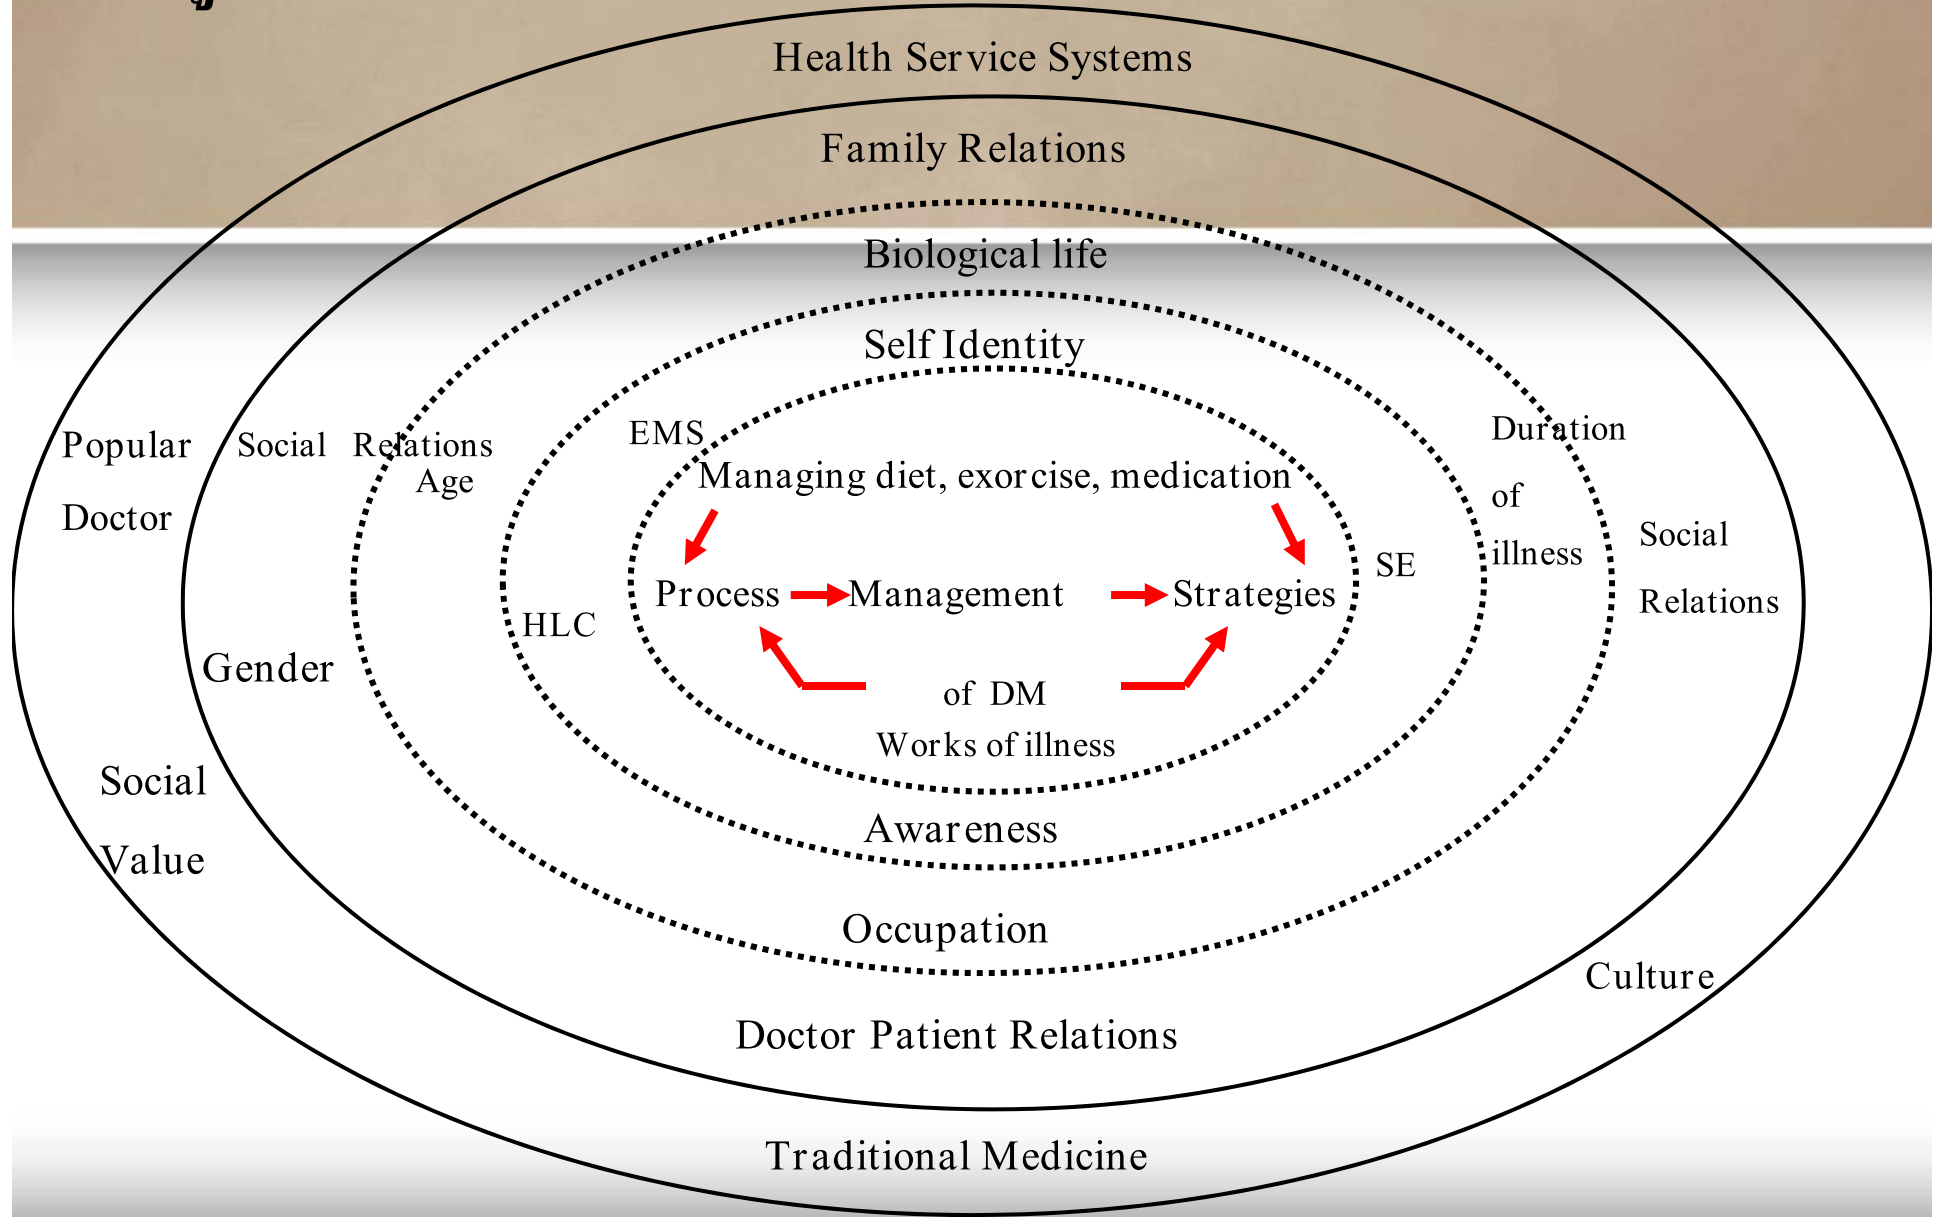 Health Service Systems
Family Relations
Biological life
Self Identity
EMS
Duration
Popular
Social Relations
Managing diet, exorcise, medication
Age
of
Doctor
Social
illness
SE
Process
Management
Strategies
Relations
HLC
Gender
of DM
Works of illness
Social
Awareness
Value
Occupation
Culture
Doctor Patient Relations
Traditional Medicine